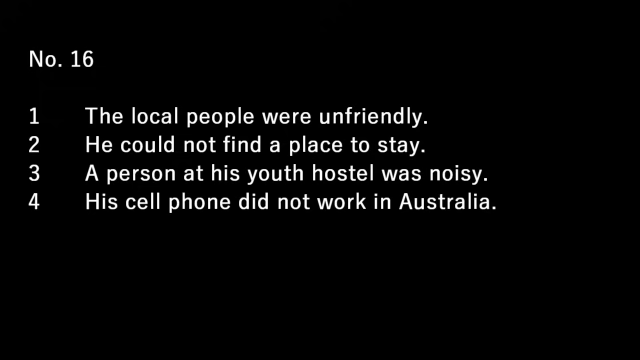 No. 16
1 The local people were unfriendly.
2 He could not find a place to stay.
3 A person at his youth hostel was noisy.
4 His cell phone did not work in Australia.